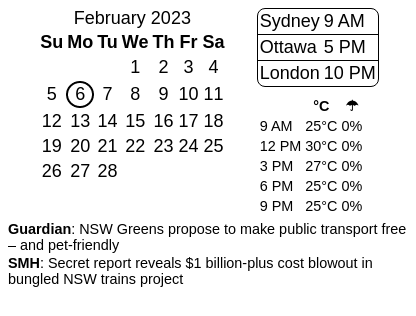 February 2023
Su Mo Tu We Th Fr Sa
1 2 3 4
5 6 7 8 9 10 11
12 13 14 15 16 17 18
19 20 21 22 23 24 25
26 27 28
Sydney 9 AM
Ottawa 5 PM
London 10 PM
°C ☂
9 AM 25°C 0%
12 PM 30°C 0%
3 PM 27°C 0%
6 PM 25°C 0%
9 PM 25°C 0%
Guardian: NSW Greens propose to make public transport free
– and pet-friendly
SMH: Secret report reveals $1 billion-plus cost blowout in
bungled NSW trains project